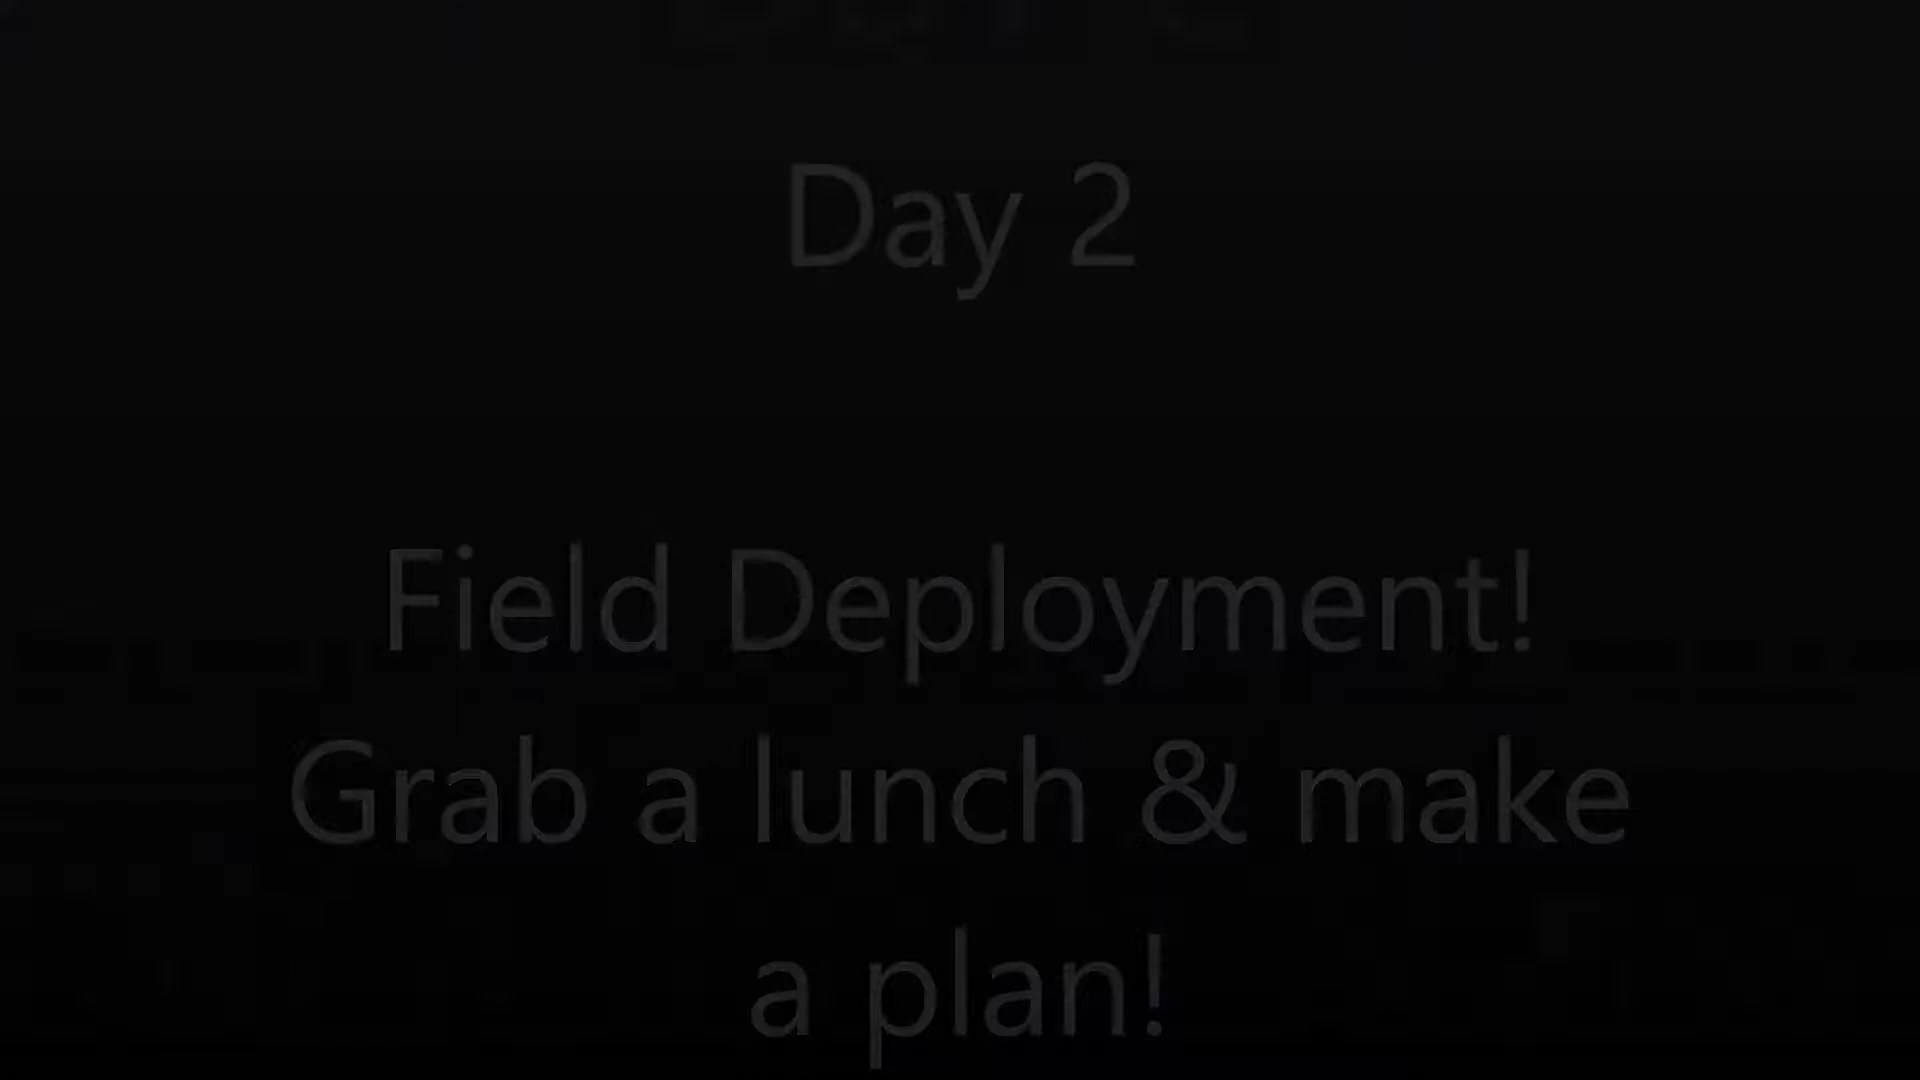 Day 2
Field Deployment!
Grab a lunch & make
a plan!